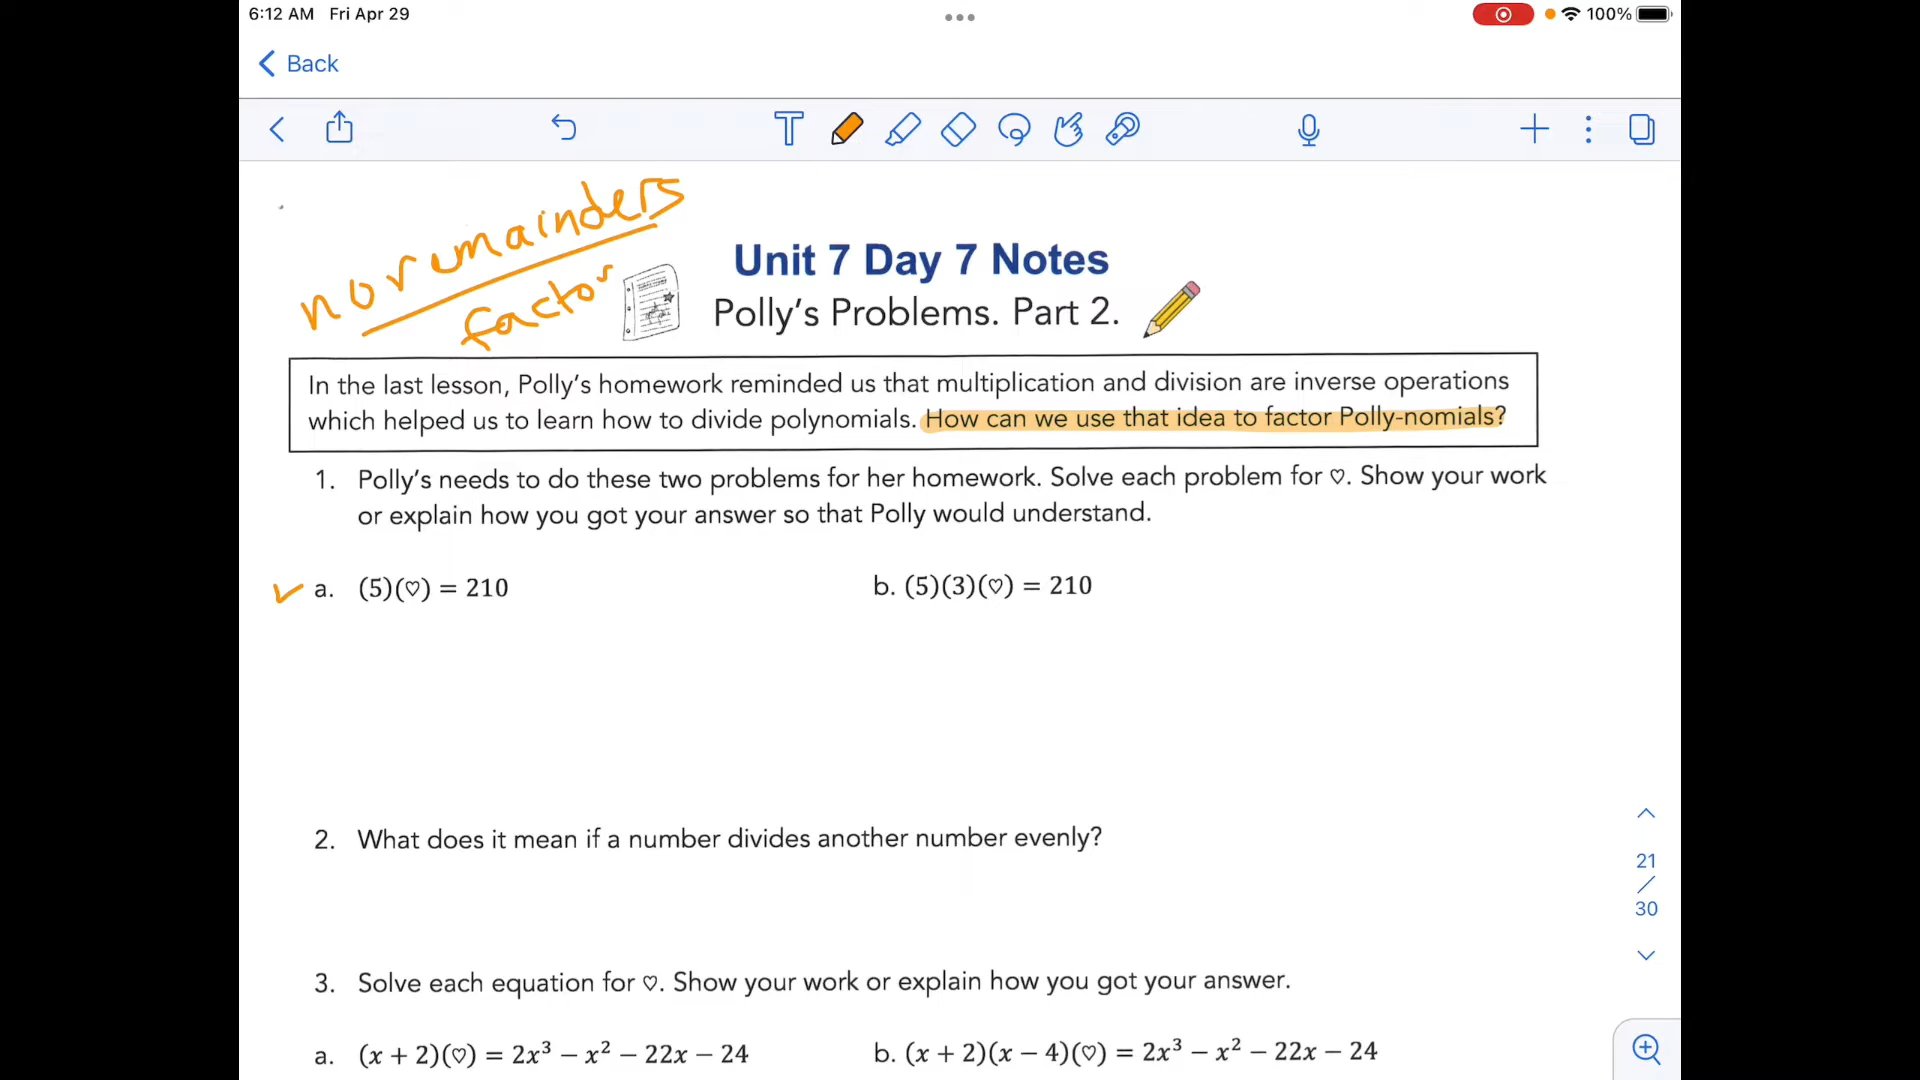 6:12 AM Fri Apr 29
100%
Back
no remainders
factor
Unit 7 Day 7 Notes
Polly's Problems. Part 2.
In the last lesson, Polly's homework reminded us that multiplication and division are inverse operations
which helped us to learn how to divide polynomials. How can we use that idea to factor Polly-nomials?
1. Polly's needs to do these two problems for her homework. Solve each problem for ♡. Show your work
or explain how you got your answer so that Polly would understand.
a. (5)(♡) = 210
b. (5)(3)(♡) = 210
2. What does it mean if a number divides another number evenly?
21
/
30
3. Solve each equation for ♡. Show your work or explain how you got your answer.
a. (x + 2)(♡) = 2x³ − x² − 22x − 24
b. (x + 2)(x − 4)(♡) = 2x³ − x² − 22x − 24